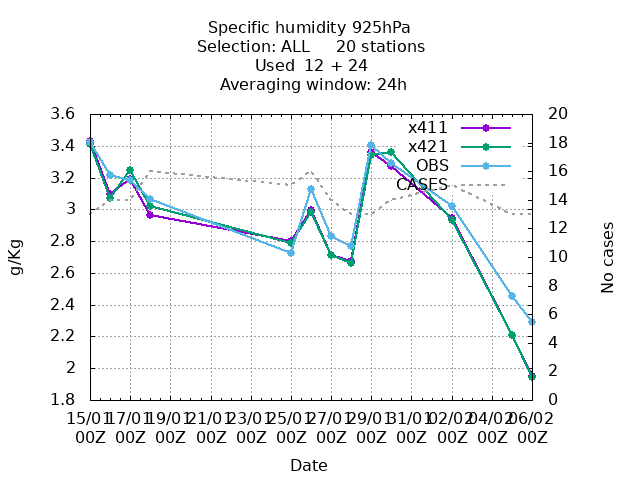 Specific humidity 925hPa
Selection: ALL     20 stations
Used  12 + 24
Averaging window: 24h
x411
x421
OBS
CASES
3.6
3.4
3.2
3
2.8
2.6
2.4
2.2
2
1.8
20
18
16
14
12
10
8
6
4
2
0
g/Kg
No cases
15/01 17/01 19/01 21/01 23/01 25/01 27/01 29/01 31/01 02/02 04/02 06/02
00Z 00Z 00Z 00Z 00Z 00Z 00Z 00Z 00Z 00Z 00Z 00Z
Date